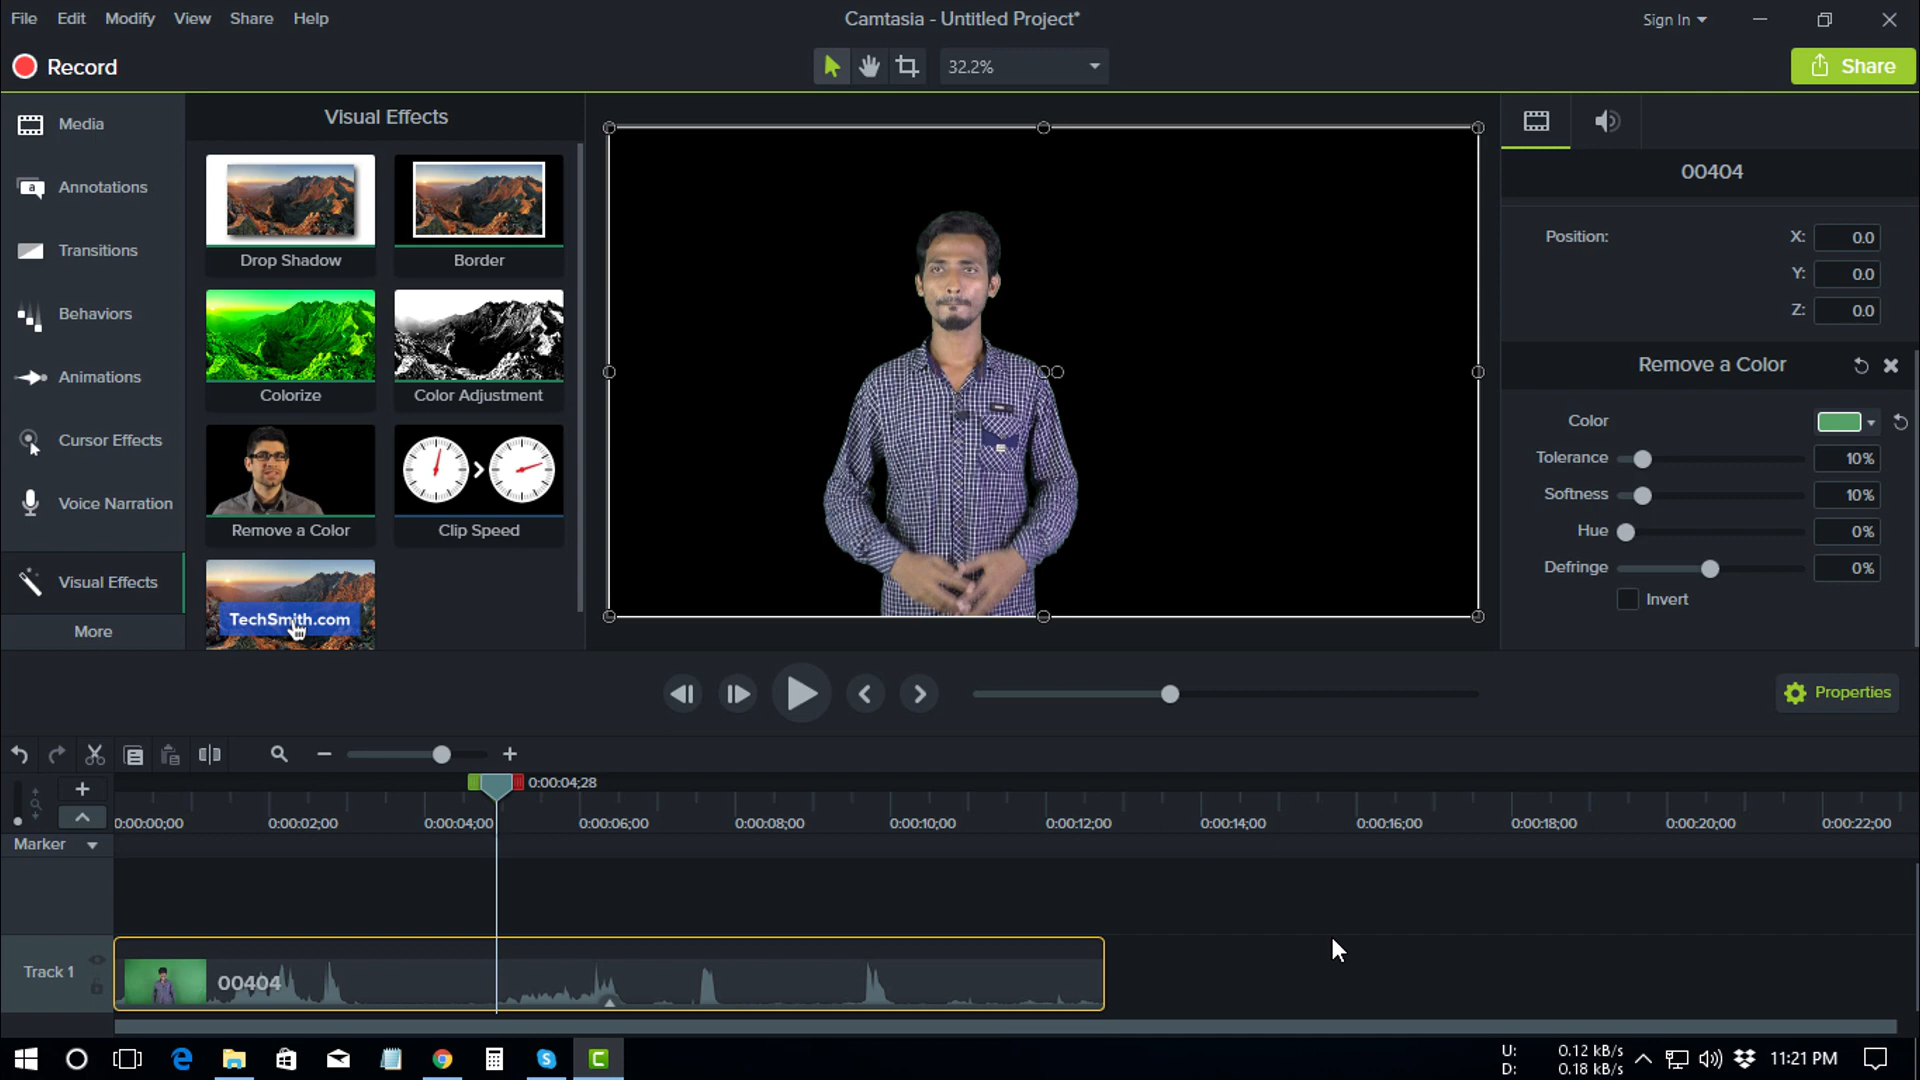 File Edit Modify View Share Help
Camtasia - Untitled Project*
Sign In
Record
32.2%
Share
Media
Annotations
Transitions
Behaviors
Animations
Cursor Effects
Voice Narration
Visual Effects
More
Visual Effects
Drop Shadow
Border
Colorize
Color Adjustment
Remove a Color
Clip Speed
TechSmith.com
00404
Position: X: 0.0
Y: 0.0
Z: 0.0
Remove a Color
Color
Tolerance 10%
Softness 10%
Hue 0%
Defringe 0%
Invert
Properties
0:00:04;28
0:00:00;00 0:00:02;00 0:00:04;00 0:00:06;00 0:00:08;00 0:00:10;00 0:00:12;00 0:00:14;00 0:00:16;00 0:00:18;00 0:00:20;00 0:00:22;00
Marker
Track 1
00404
U: 0.12 kB/s
D: 0.18 kB/s
11:21 PM